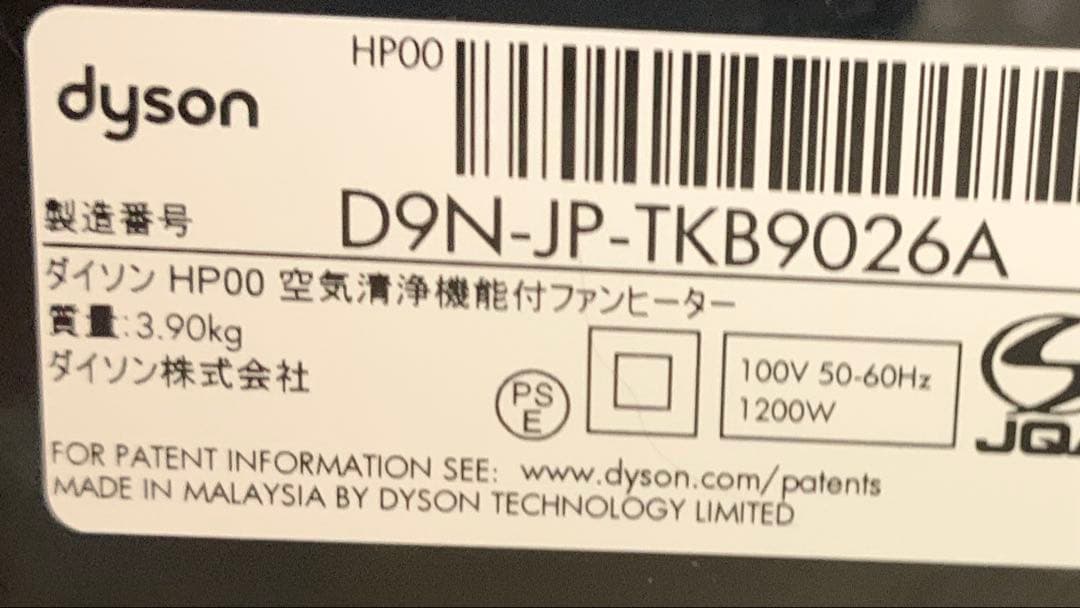 HP00
dyson
製造番号 D9N-JP-TKB9026A
ダイソン HP00 空気清浄機能付ファンヒーター
質量:3.90kg
ダイソン株式会社
PS
E
100V 50-60Hz
1200W
JQA
FOR PATENT INFORMATION SEE: www.dyson.com/patents
MADE IN MALAYSIA BY DYSON TECHNOLOGY LIMITED